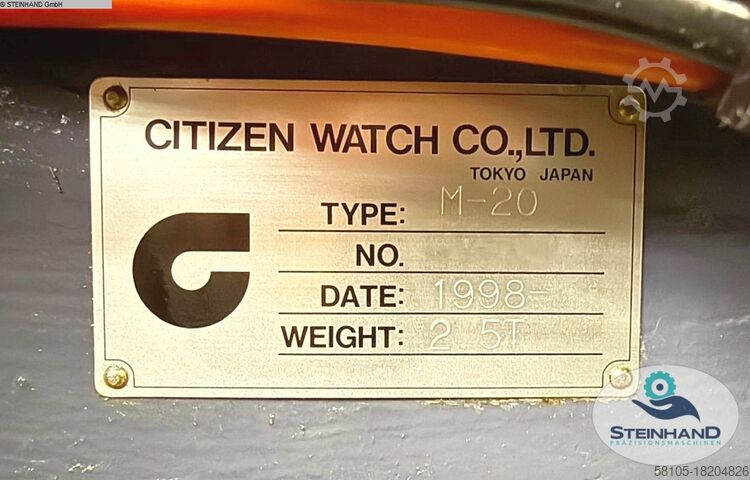 © STEINHAND GmbH
CITIZEN WATCH CO.,LTD.
TOKYO JAPAN
TYPE: M-20
NO.
DATE: 1998-
WEIGHT: 2.5T
STEINHAND
PRÄZISIONSMASCHINEN
58105-18204826